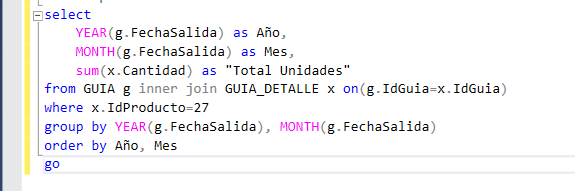 select
YEAR(g.FechaSalida) as Año,
MONTH(g.FechaSalida) as Mes,
sum(x.Cantidad) as "Total Unidades"
from GUIA g inner join GUIA_DETALLE x on(g.IdGuia=x.IdGuia)
where x.IdProducto=27
group by YEAR(g.FechaSalida), MONTH(g.FechaSalida)
order by Año, Mes
go